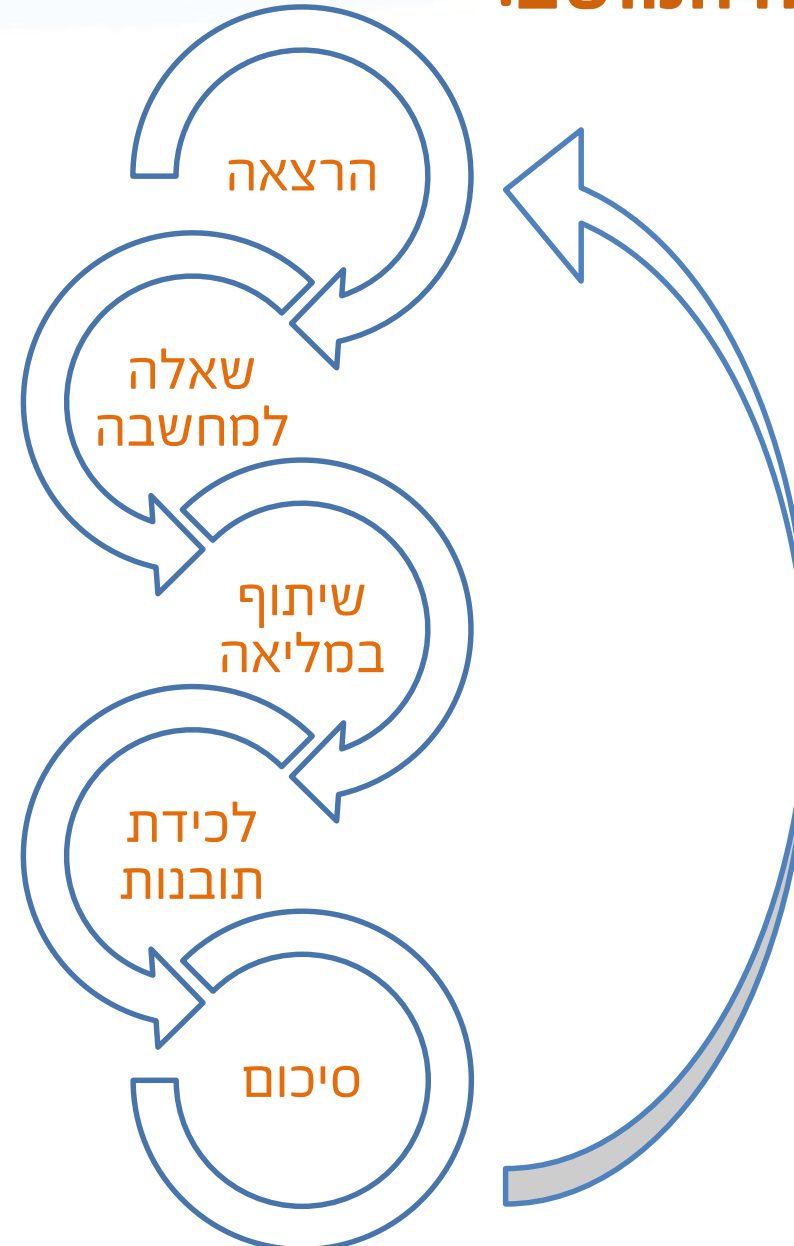 הרצאה
שאלה
למחשבה
שיתוף
במליאה
לכידת
תובנות
סיכום